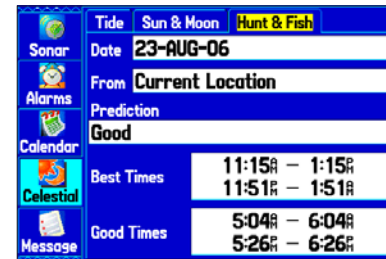 Tide Sun & Moon Hunt & Fish
Sonar
Date 23-AUG-06
From Current Location
Alarms
Prediction
Good
Calendar
Best Times 11:15A – 1:15P
11:51P – 1:51A
Celestial
Good Times 5:04A – 6:04A
5:26P – 6:26P
Message